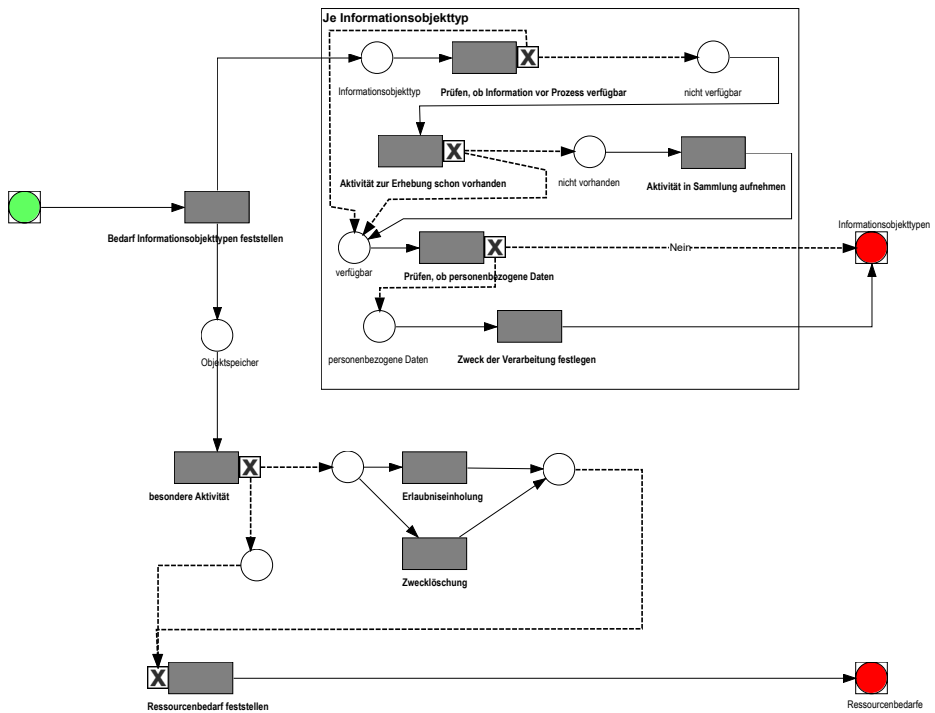 Je Informationsobjekttyp
X
Informationsobjekttyp
Prüfen, ob Information vor Prozess verfügbar
nicht verfügbar
X
Aktivität zur Erhebung schon vorhanden
nicht vorhanden
Aktivität in Sammlung aufnehmen
Bedarf Informationsobjekttypen feststellen
Informationsobjekttypen
X
Nein
verfügbar
Prüfen, ob personenbezogene Daten
personenbezogene Daten
Zweck der Verarbeitung festlegen
Objektspeicher
X
besondere Aktivität
Erlaubniseinholung
Zwecklöschung
X
Ressourcenbedarf feststellen
Ressourcenbedarfe